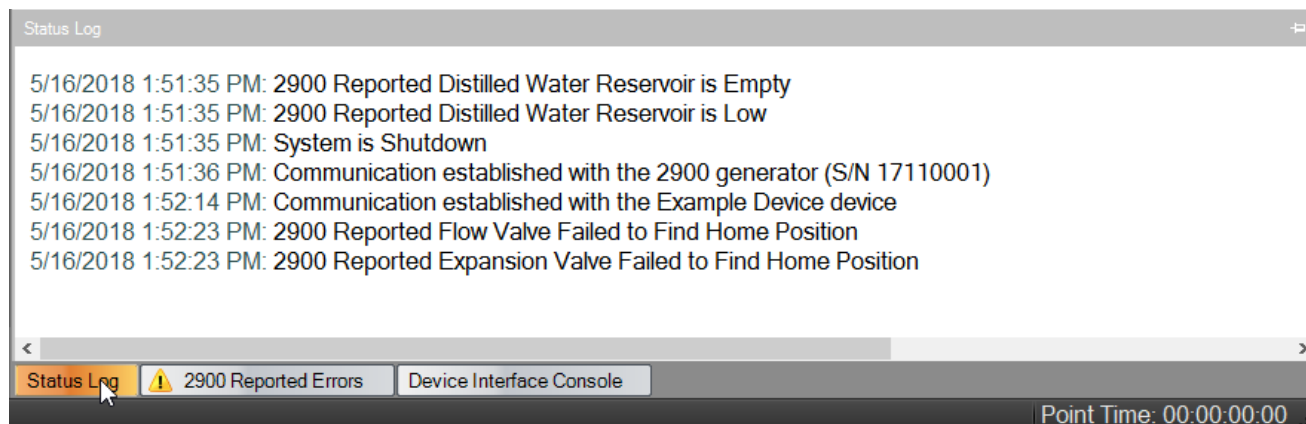 Status Log
5/16/2018 1:51:35 PM: 2900 Reported Distilled Water Reservoir is Empty
5/16/2018 1:51:35 PM: 2900 Reported Distilled Water Reservoir is Low
5/16/2018 1:51:35 PM: System is Shutdown
5/16/2018 1:51:36 PM: Communication established with the 2900 generator (S/N 17110001)
5/16/2018 1:52:14 PM: Communication established with the Example Device device
5/16/2018 1:52:23 PM: 2900 Reported Flow Valve Failed to Find Home Position
5/16/2018 1:52:23 PM: 2900 Reported Expansion Valve Failed to Find Home Position
Status Log 2900 Reported Errors Device Interface Console
Point Time: 00:00:00:00